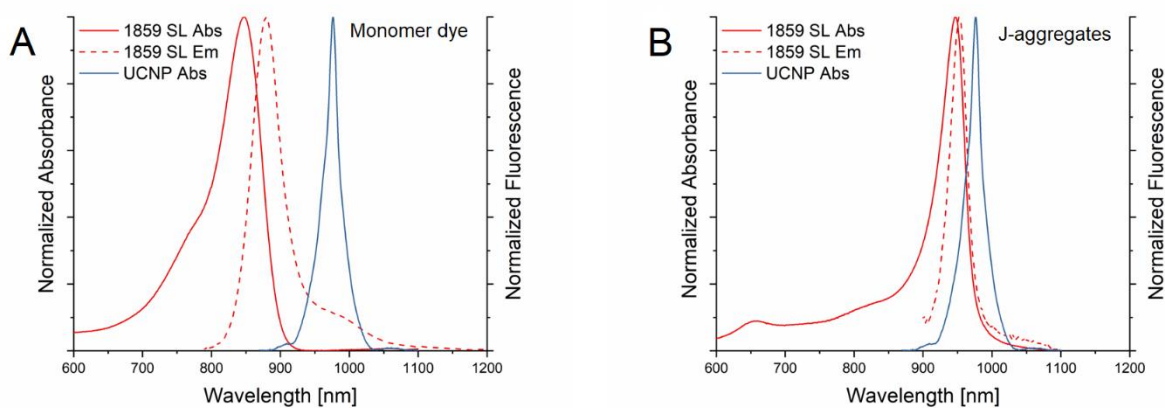 A
1859 SL Abs
1859 SL Em
UCNP Abs
Monomer dye
Normalized Absorbance
Normalized Fluorescence
600 700 800 900 1000 1100 1200
Wavelength [nm]
B
1859 SL Abs
1859 SL Em
UCNP Abs
J-aggregates
Normalized Absorbance
Normalized Fluorescence
600 700 800 900 1000 1100 1200
Wavelength [nm]